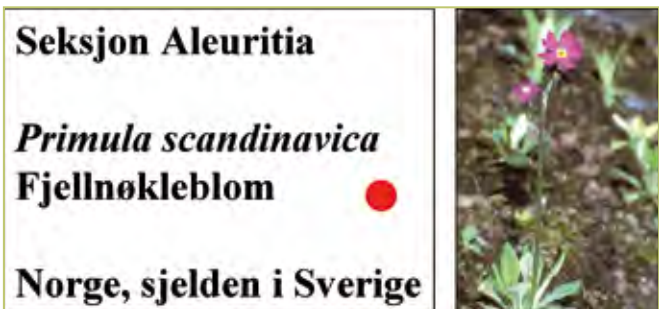 Seksjon Aleuritia
Primula scandinavica
Fjellnøkleblom
Norge, sjelden i Sverige